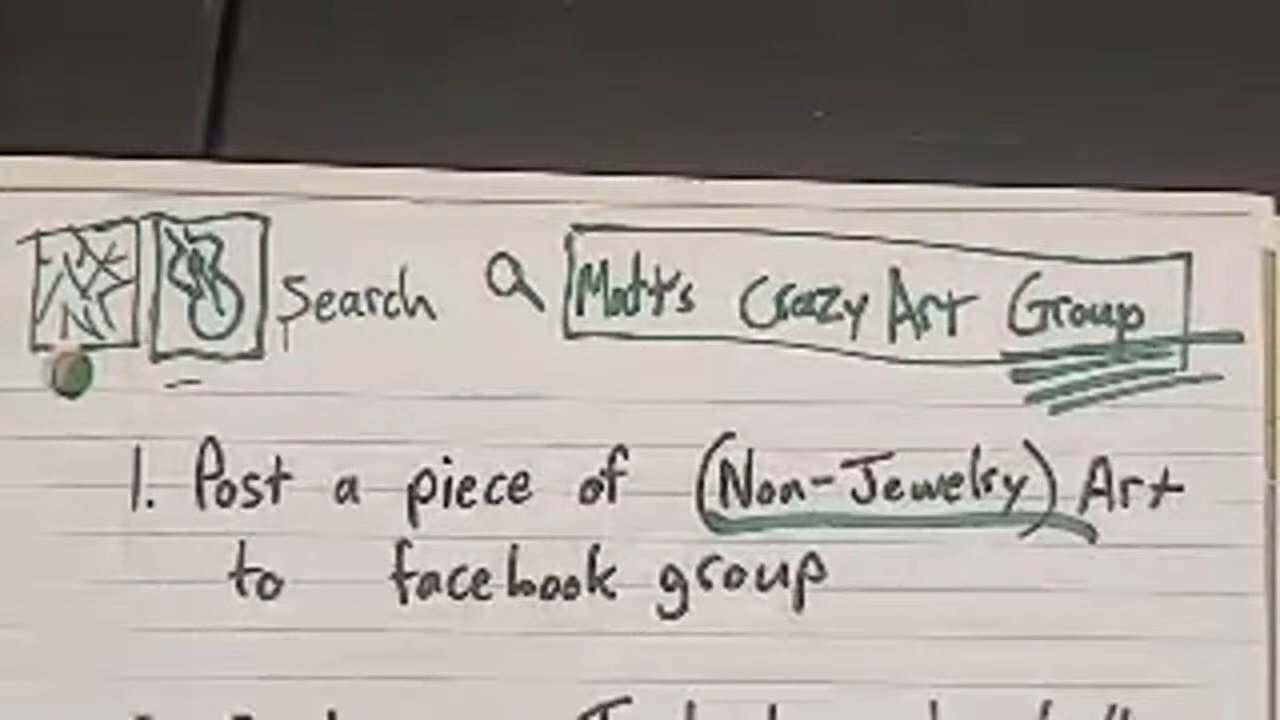 Search Matt's Crazy Art Group
1. Post a piece of (Non-Jewelry) Art
to facebook group